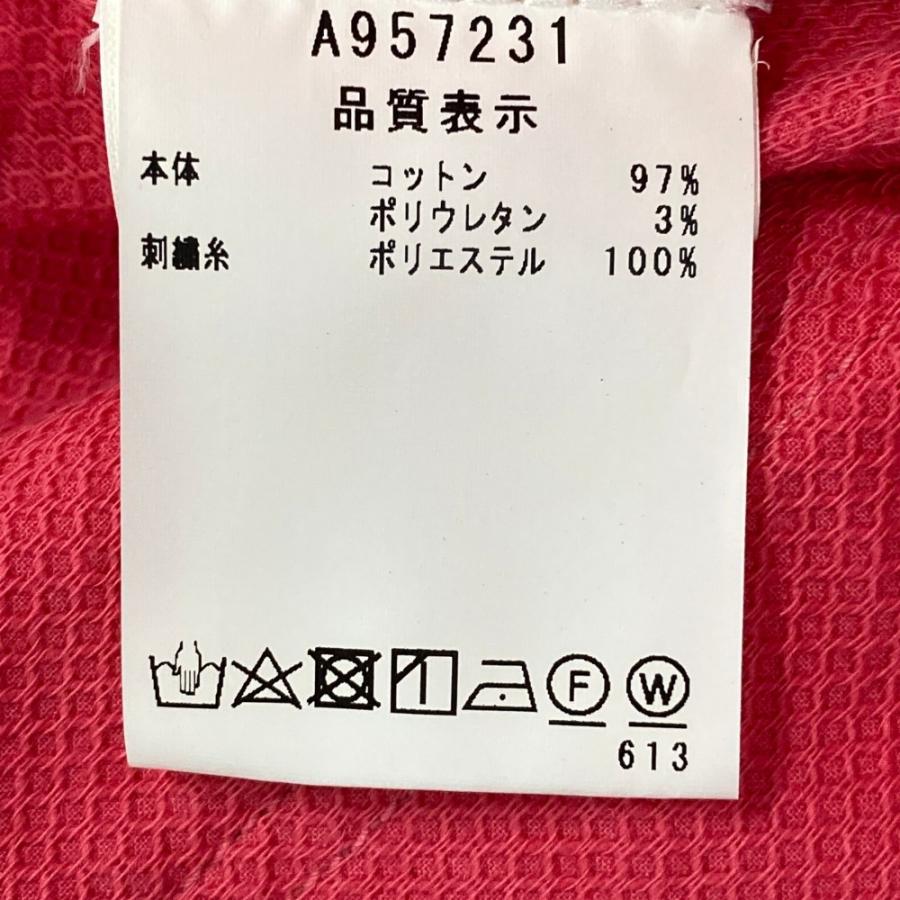 A957231
品質表示
本体 コットン 97%
ポリウレタン 3%
刺繍糸 ポリエステル 100%
F W
613